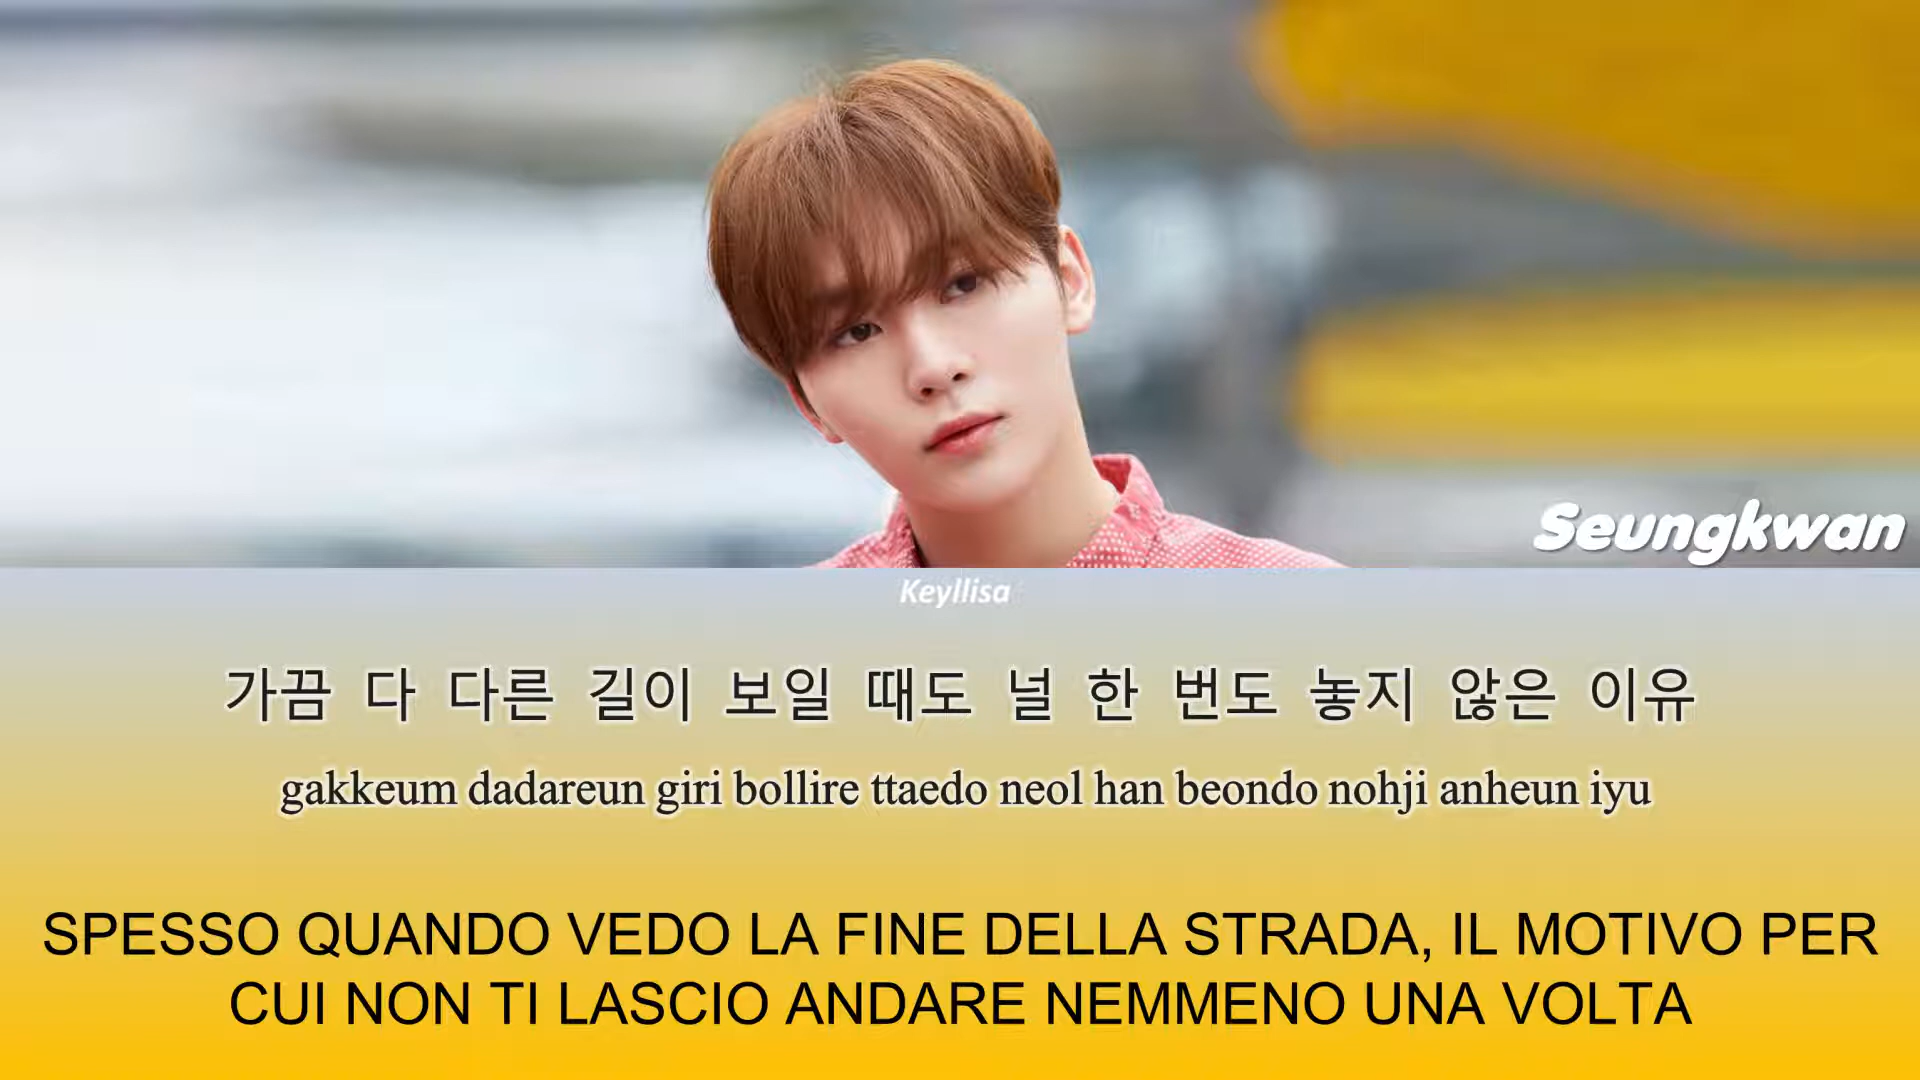 Seungkwan
Keyllisa
가끔 다 다른 길이 보일 때도 널 한 번도 놓지 않은 이유
gakkeum dadareun giri bollire ttaedo neol han beondo nohji anheun iyu
SPESSO QUANDO VEDO LA FINE DELLA STRADA, IL MOTIVO PER
CUI NON TI LASCIO ANDARE NEMMENO UNA VOLTA